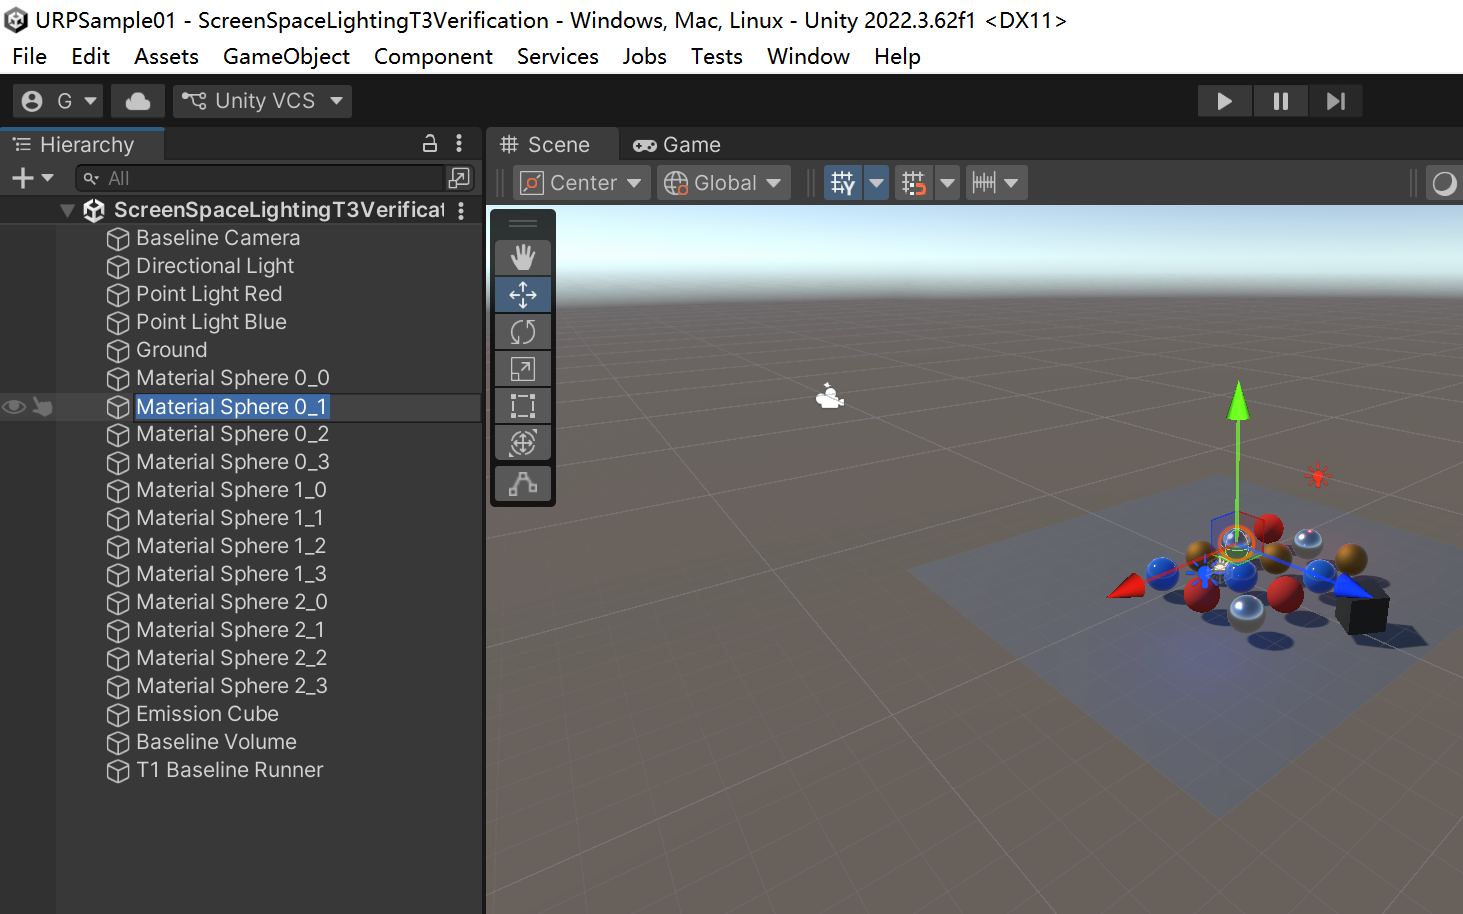 URPSample01 - ScreenSpaceLightingT3Verification - Windows, Mac, Linux - Unity 2022.3.62f1 <DX11>
File Edit Assets GameObject Component Services Jobs Tests Window Help
G Unity VCS
Hierarchy
All
ScreenSpaceLightingT3Verificat
Baseline Camera
Directional Light
Point Light Red
Point Light Blue
Ground
Material Sphere 0_0
Material Sphere 0_1
Material Sphere 0_2
Material Sphere 0_3
Material Sphere 1_0
Material Sphere 1_1
Material Sphere 1_2
Material Sphere 1_3
Material Sphere 2_0
Material Sphere 2_1
Material Sphere 2_2
Material Sphere 2_3
Emission Cube
Baseline Volume
T1 Baseline Runner
Scene Game
Center Global